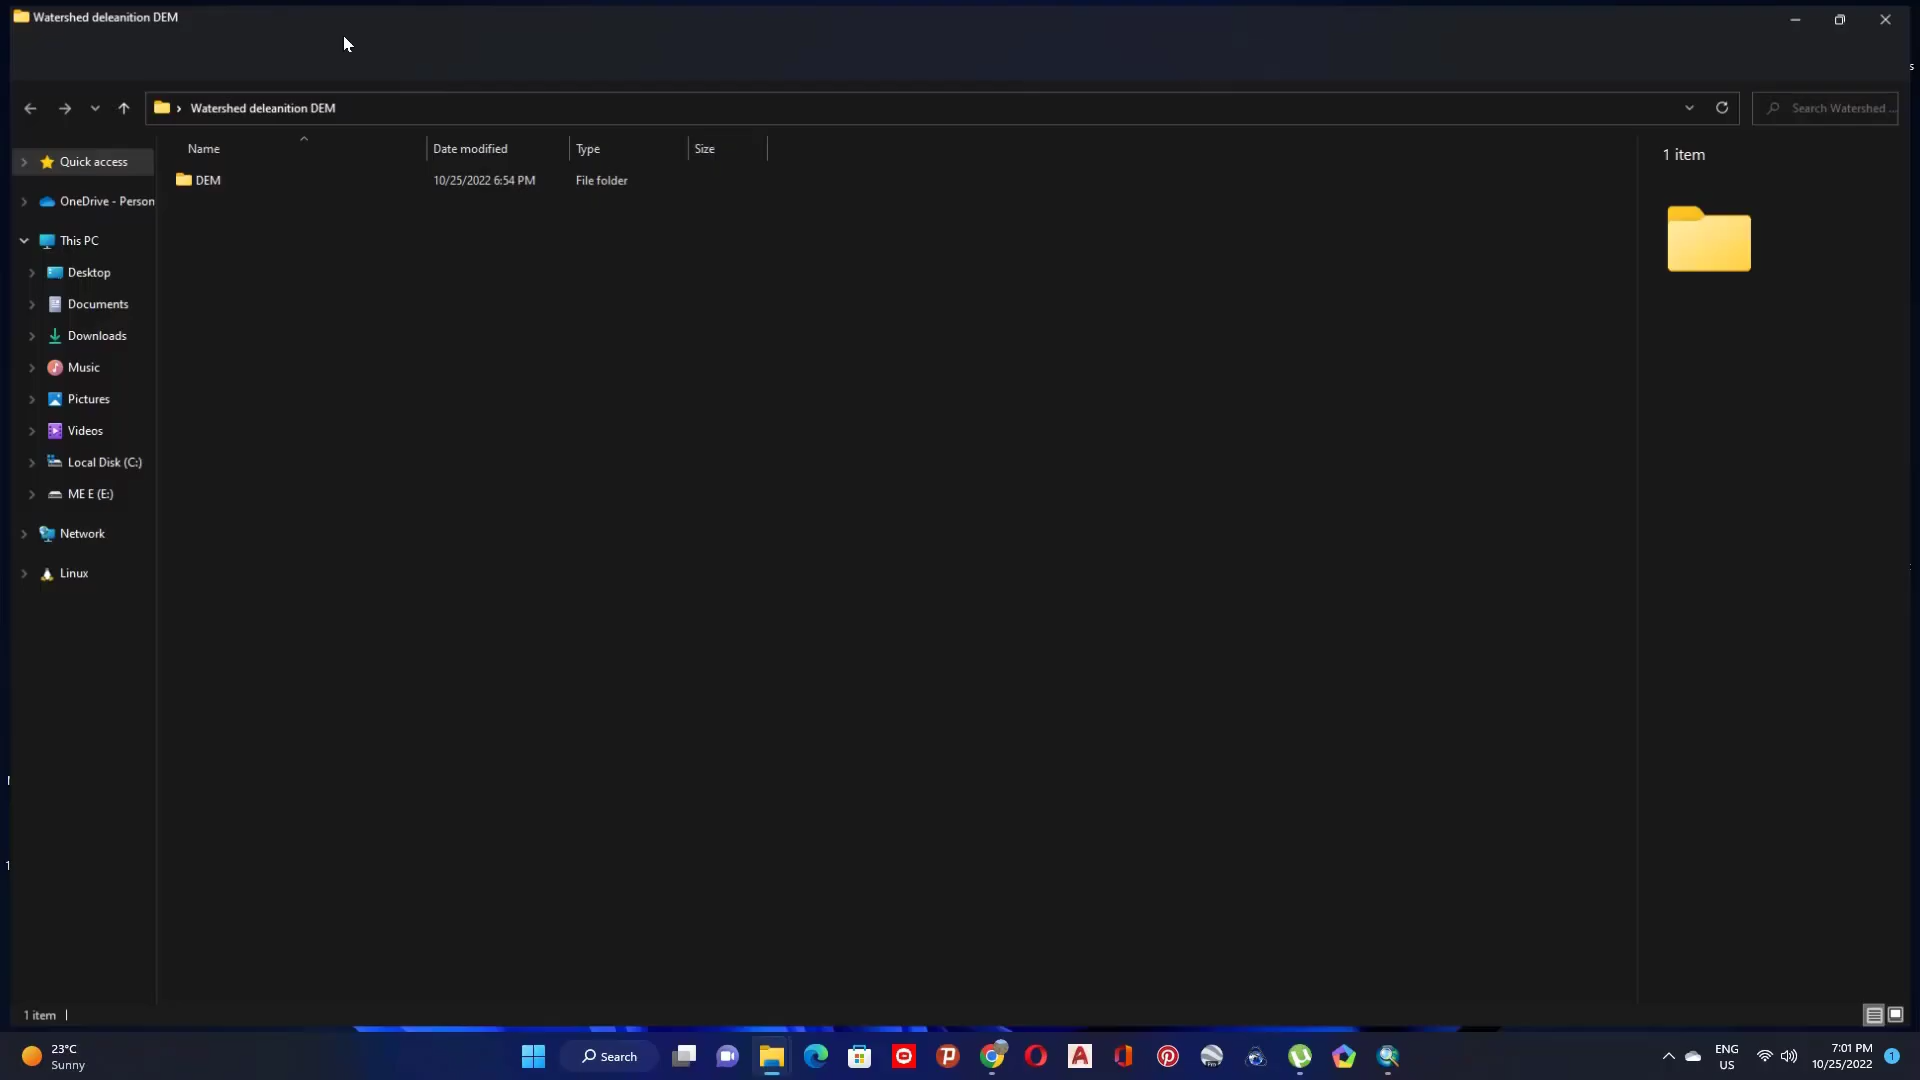 Watershed deleanition DEM
Watershed deleanition DEM
Search Watershed ...
Name
Date modified
Type
Size
DEM
10/25/2022 6:54 PM
File folder
1 item
Quick access
OneDrive - Person
This PC
Desktop
Documents
Downloads
Music
Pictures
Videos
Local Disk (C:)
ME E (E:)
Network
Linux
1 item
23°C
Sunny
Search
ENG
US
7:01 PM
10/25/2022
1